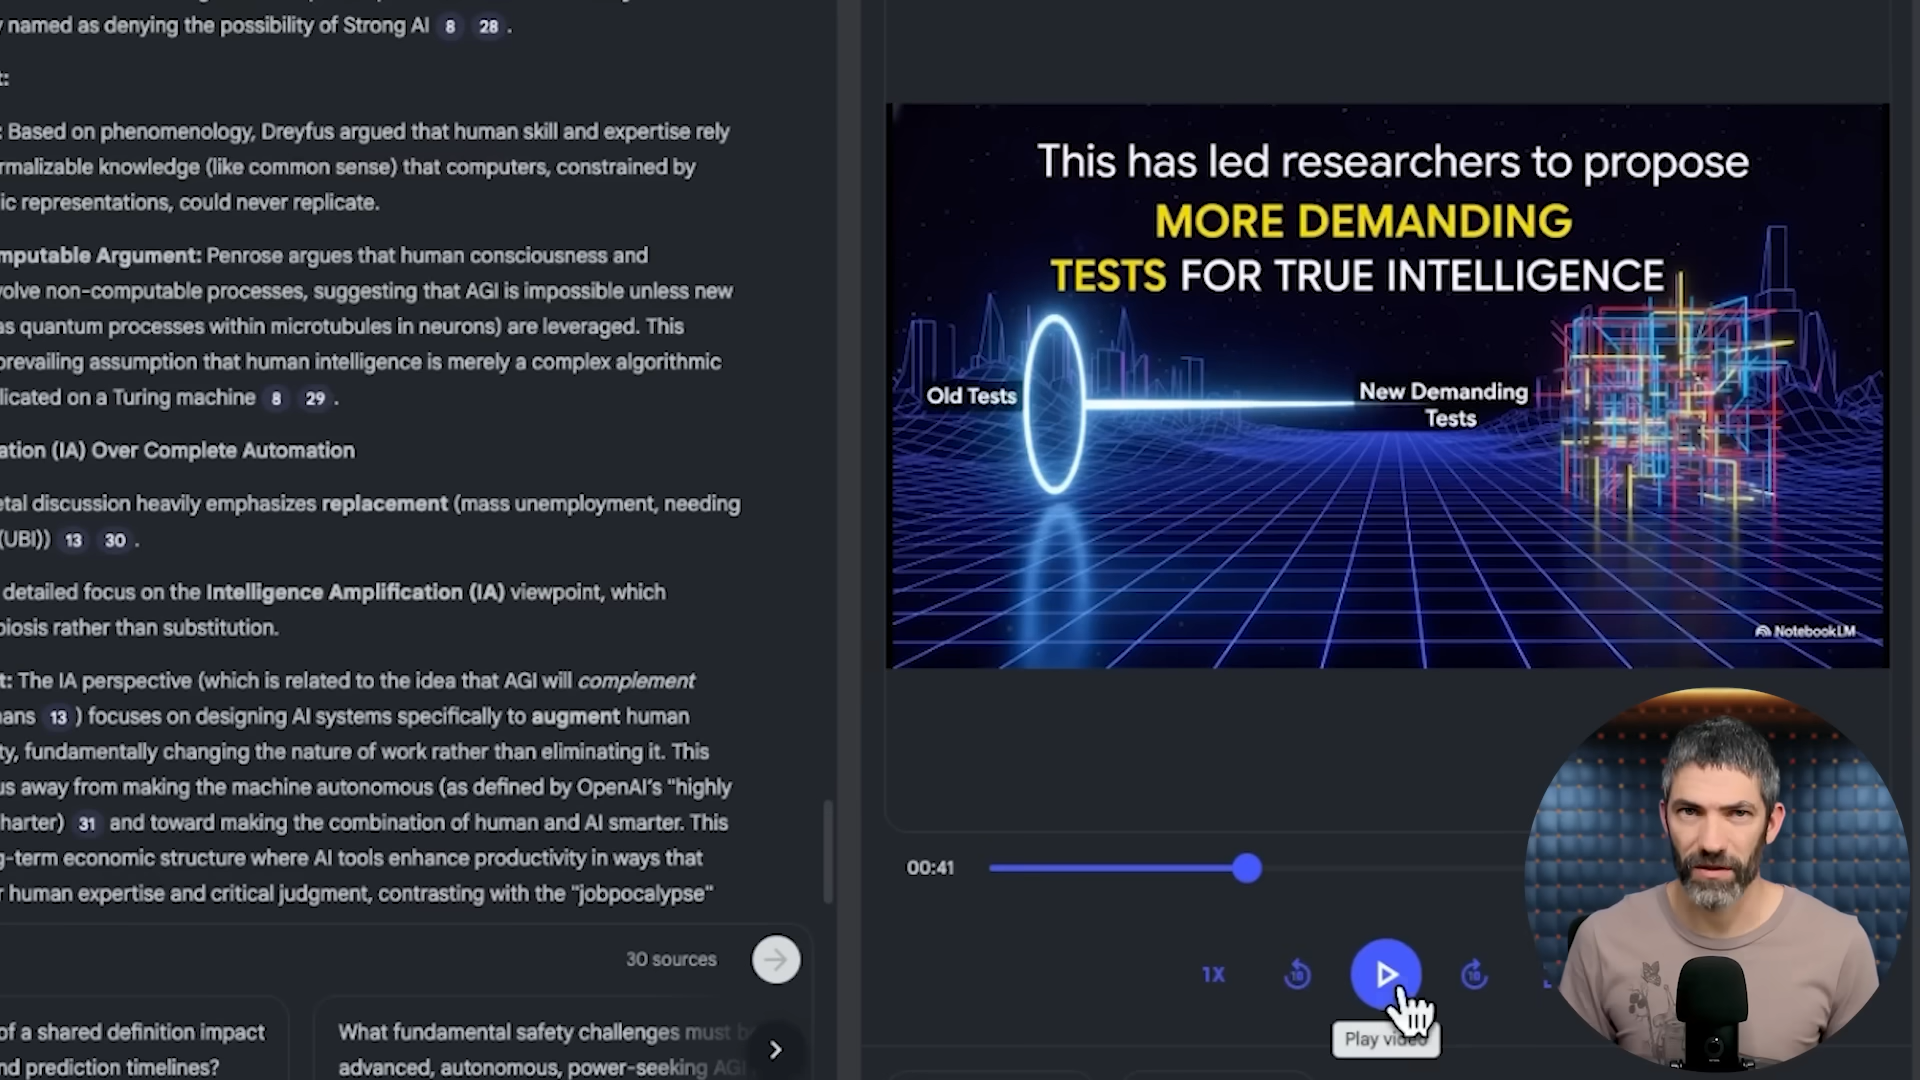 named as denying the possibility of Strong AI 8 28 .
t:
: Based on phenomenology, Dreyfus argued that human skill and expertise rely
rmalizable knowledge (like common sense) that computers, constrained by
ic representations, could never replicate.
mputable Argument: Penrose argues that human consciousness and
volve non-computable processes, suggesting that AGI is impossible unless new
as quantum processes within microtubules in neurons) are leveraged. This
prevailing assumption that human intelligence is merely a complex algorithmic
licated on a Turing machine 8 29 .
ation (IA) Over Complete Automation
etal discussion heavily emphasizes replacement (mass unemployment, needing
(UBI)) 13 30 .
detailed focus on the Intelligence Amplification (IA) viewpoint, which
biosis rather than substitution.
t: The IA perspective (which is related to the idea that AGI will complement
ans 13 ) focuses on designing AI systems specifically to augment human
ty, fundamentally changing the nature of work rather than eliminating it. This
us away from making the machine autonomous (as defined by OpenAI's "highly
harter) 31 and toward making the combination of human and AI smarter. This
g-term economic structure where AI tools enhance productivity in ways that
r human expertise and critical judgment, contrasting with the "jobpocalypse"
30 sources
of a shared definition impact
nd prediction timelines?
What fundamental safety challenges must
advanced, autonomous, power-seeking AGI
This has led researchers to propose
MORE DEMANDING
TESTS FOR TRUE INTELLIGENCE
Old Tests
New Demanding
Tests
NotebookLM
00:41
1X
10
10
Play video